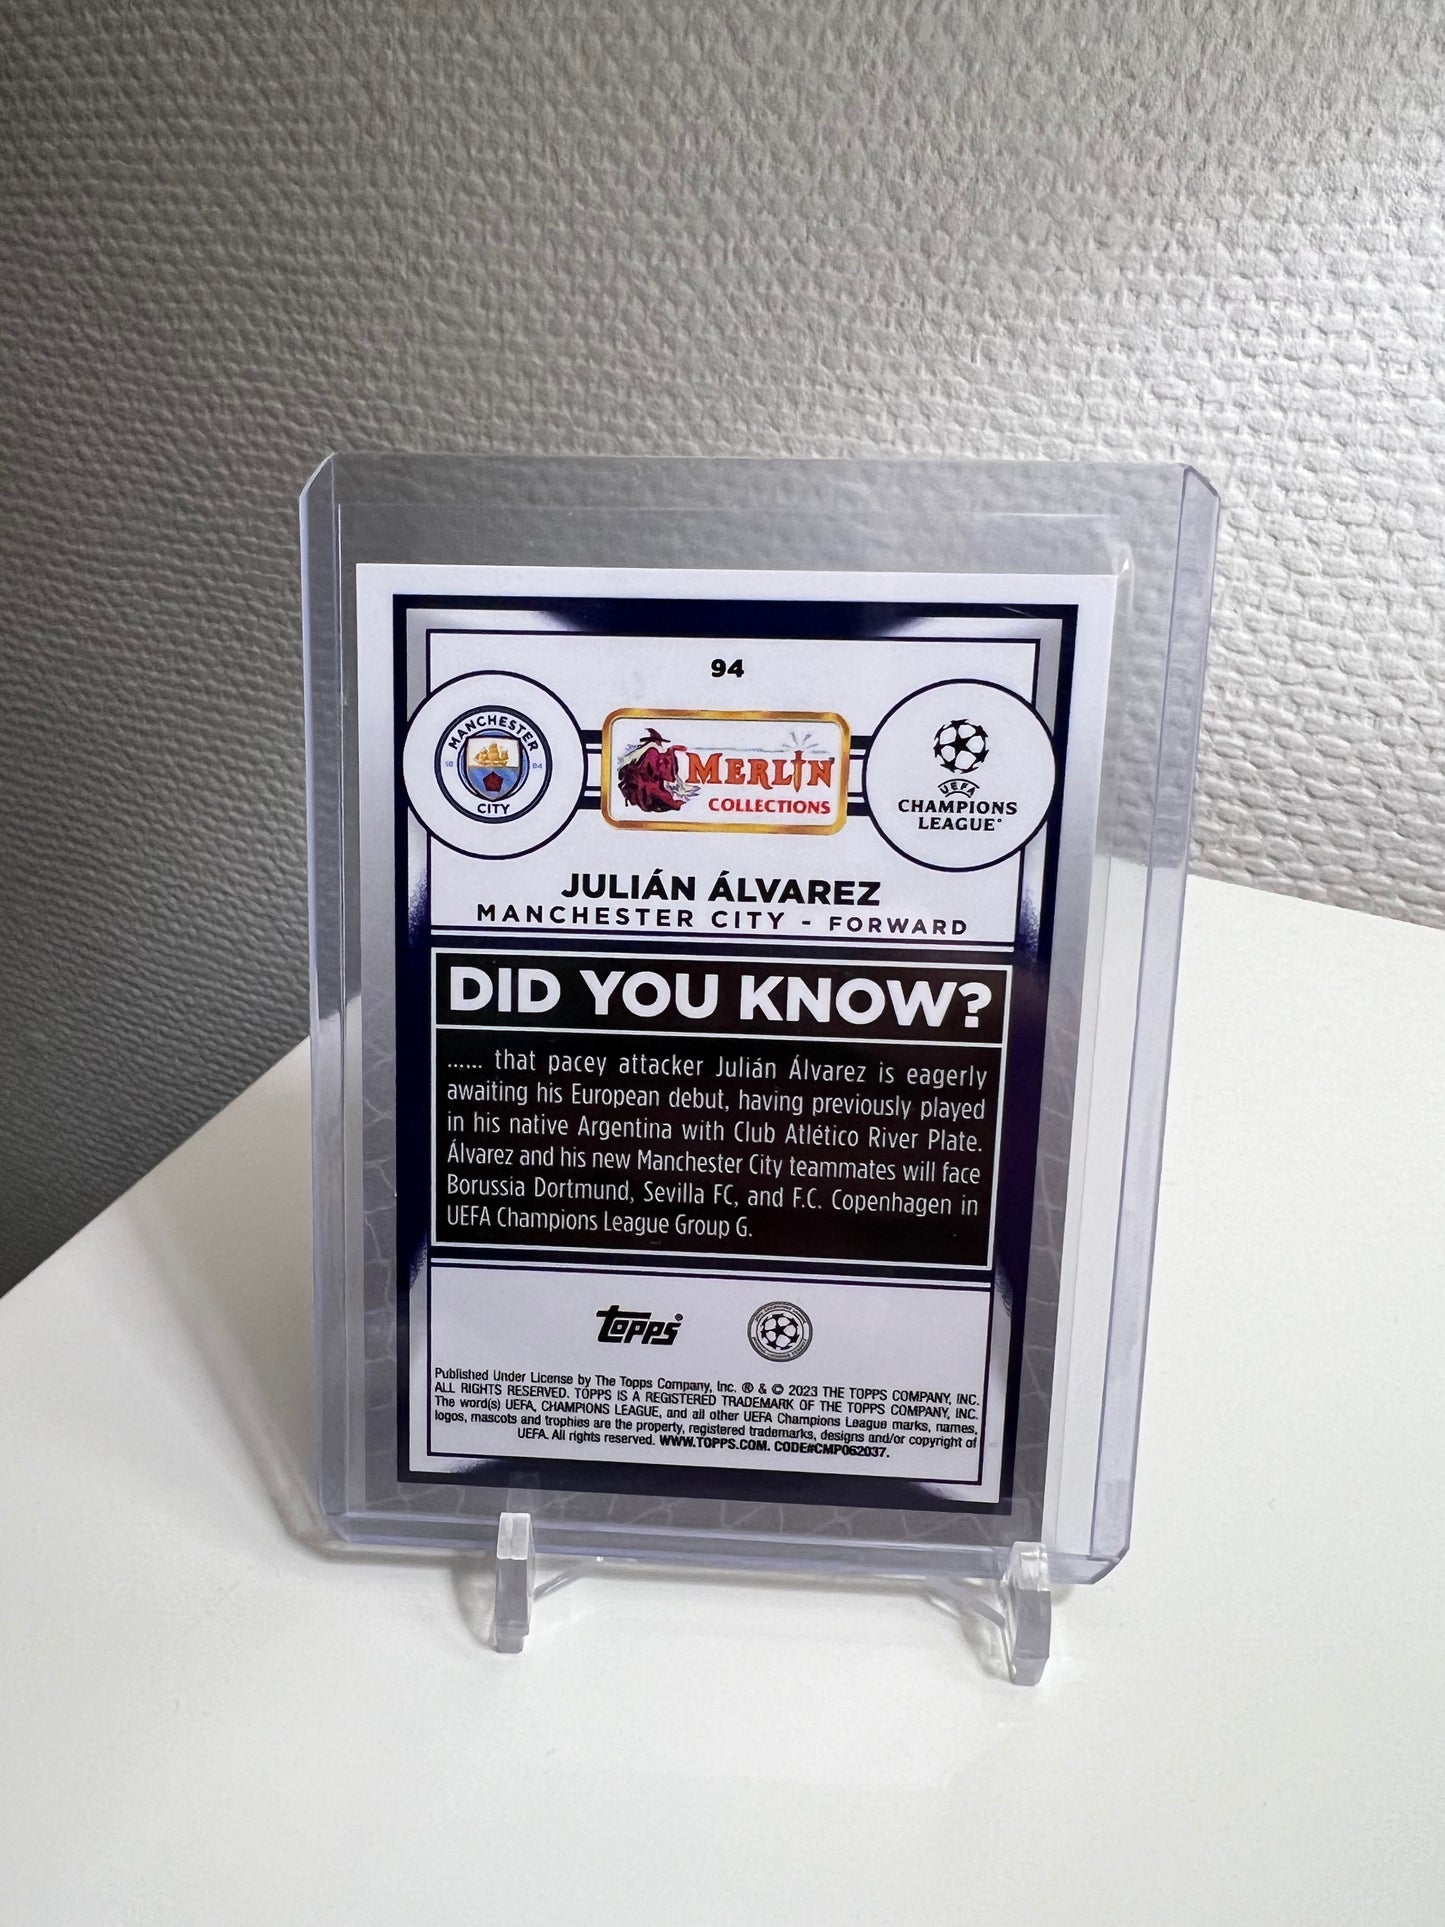 94
MANCHESTER
18 94
CITY
MERLIN
COLLECTIONS
UEFA
CHAMPIONS
LEAGUE®
JULIÁN ÁLVAREZ
MANCHESTER CITY - FORWARD
DID YOU KNOW?
...... that pacey attacker Julián Álvarez is eagerly
awaiting his European debut, having previously played
in his native Argentina with Club Atlético River Plate.
Álvarez and his new Manchester City teammates will face
Borussia Dortmund, Sevilla FC, and F.C. Copenhagen in
UEFA Champions League Group G.
topps®
Published Under License by The Topps Company, Inc. ® & © 2023 THE TOPPS COMPANY, INC.
ALL RIGHTS RESERVED. TOPPS IS A REGISTERED TRADEMARK OF THE TOPPS COMPANY, INC.
The word(s) UEFA, CHAMPIONS LEAGUE, and all other UEFA Champions League marks, names,
logos, mascots and trophies are the property, registered trademarks, designs and/or copyright of
UEFA. All rights reserved. WWW.TOPPS.COM. CODE#CMP062037.